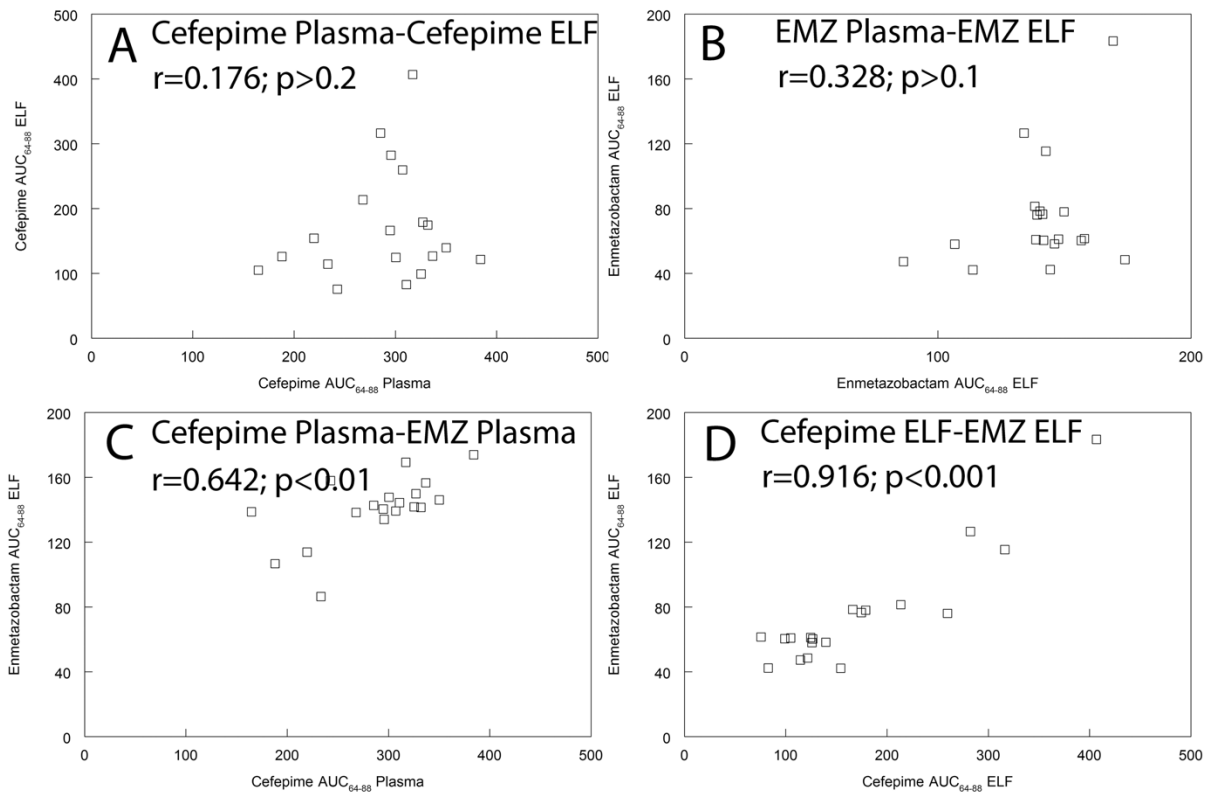 A Cefepime Plasma-Cefepime ELF
r=0.176; p>0.2
500
400
300
200
100
0
Cefepime AUC64-88 ELF
0 100 200 300 400 500
Cefepime AUC64-88 Plasma
B EMZ Plasma-EMZ ELF
r=0.328; p>0.1
200
160
120
80
40
0
Enmetazobactam AUC64-88 ELF
0 100 200
Enmetazobactam AUC64-88 ELF
C Cefepime Plasma-EMZ Plasma
r=0.642; p<0.01
200
160
120
80
40
0
Enmetazobactam AUC64-88 ELF
0 100 200 300 400 500
Cefepime AUC64-88 Plasma
D Cefepime ELF-EMZ ELF
r=0.916; p<0.001
200
160
120
80
40
0
Enmetazobactam AUC64-88 ELF
0 100 200 300 400 500
Cefepime AUC64-88 ELF